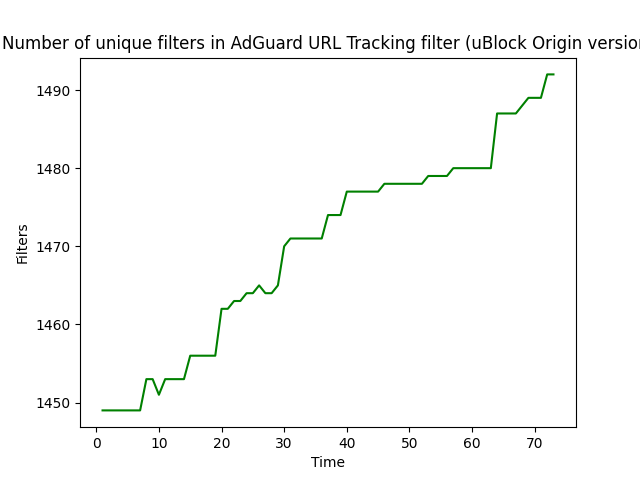 Number of unique filters in AdGuard URL Tracking filter (uBlock Origin version
1490
1480
1470
1460
1450
Filters
0 10 20 30 40 50 60 70
Time